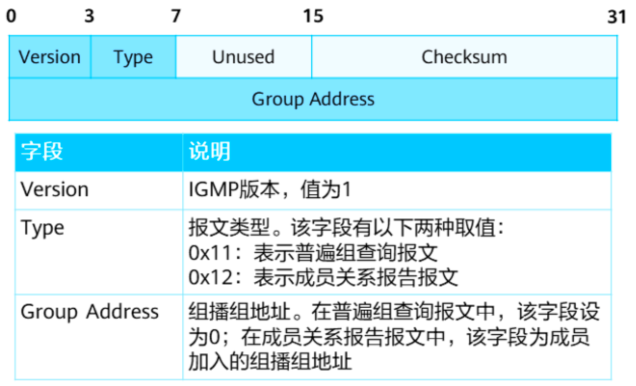 0 3 7 15 31
Version Type Unused Checksum
Group Address
字段 说明
Version IGMP版本，值为1
Type 报文类型。该字段有以下两种取值：
0x11：表示普遍组查询报文
0x12：表示成员关系报告报文
Group Address 组播组地址。在普遍组查询报文中，该字段设
为0；在成员关系报告报文中，该字段为成员
加入的组播组地址